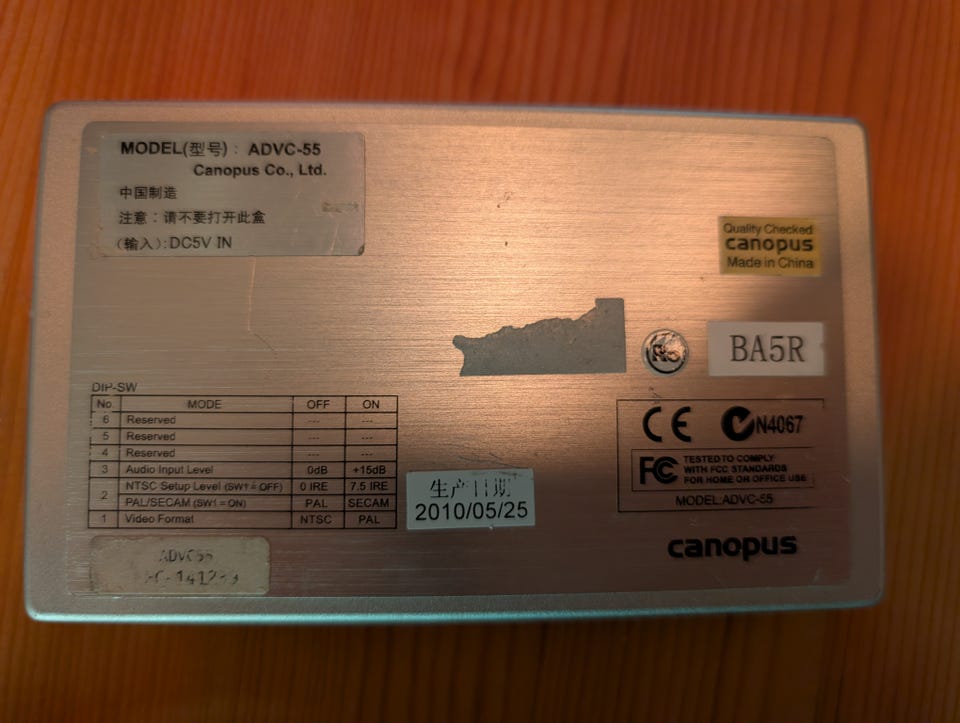 MODEL(型号): ADVC-55
Canopus Co., Ltd.
中国制造
注意：请不要打开此盒
(输入):DC5V IN
Quality Checked
canopus
Made in China
BA5R
DIP-SW
No. MODE OFF ON
6 Reserved --- ---
5 Reserved --- ---
4 Reserved --- ---
3 Audio Input Level 0dB +15dB
2 NTSC Setup Level (SW1 = OFF) 0 IRE 7.5 IRE
PAL/SECAM (SW1 = ON) PAL SECAM
1 Video Format NTSC PAL
生产日期
2010/05/25
CE N4067
FC TESTED TO COMPLY
WITH FCC STANDARDS
FOR HOME OR OFFICE USE
MODEL:ADVC-55
canopus
ADVC55